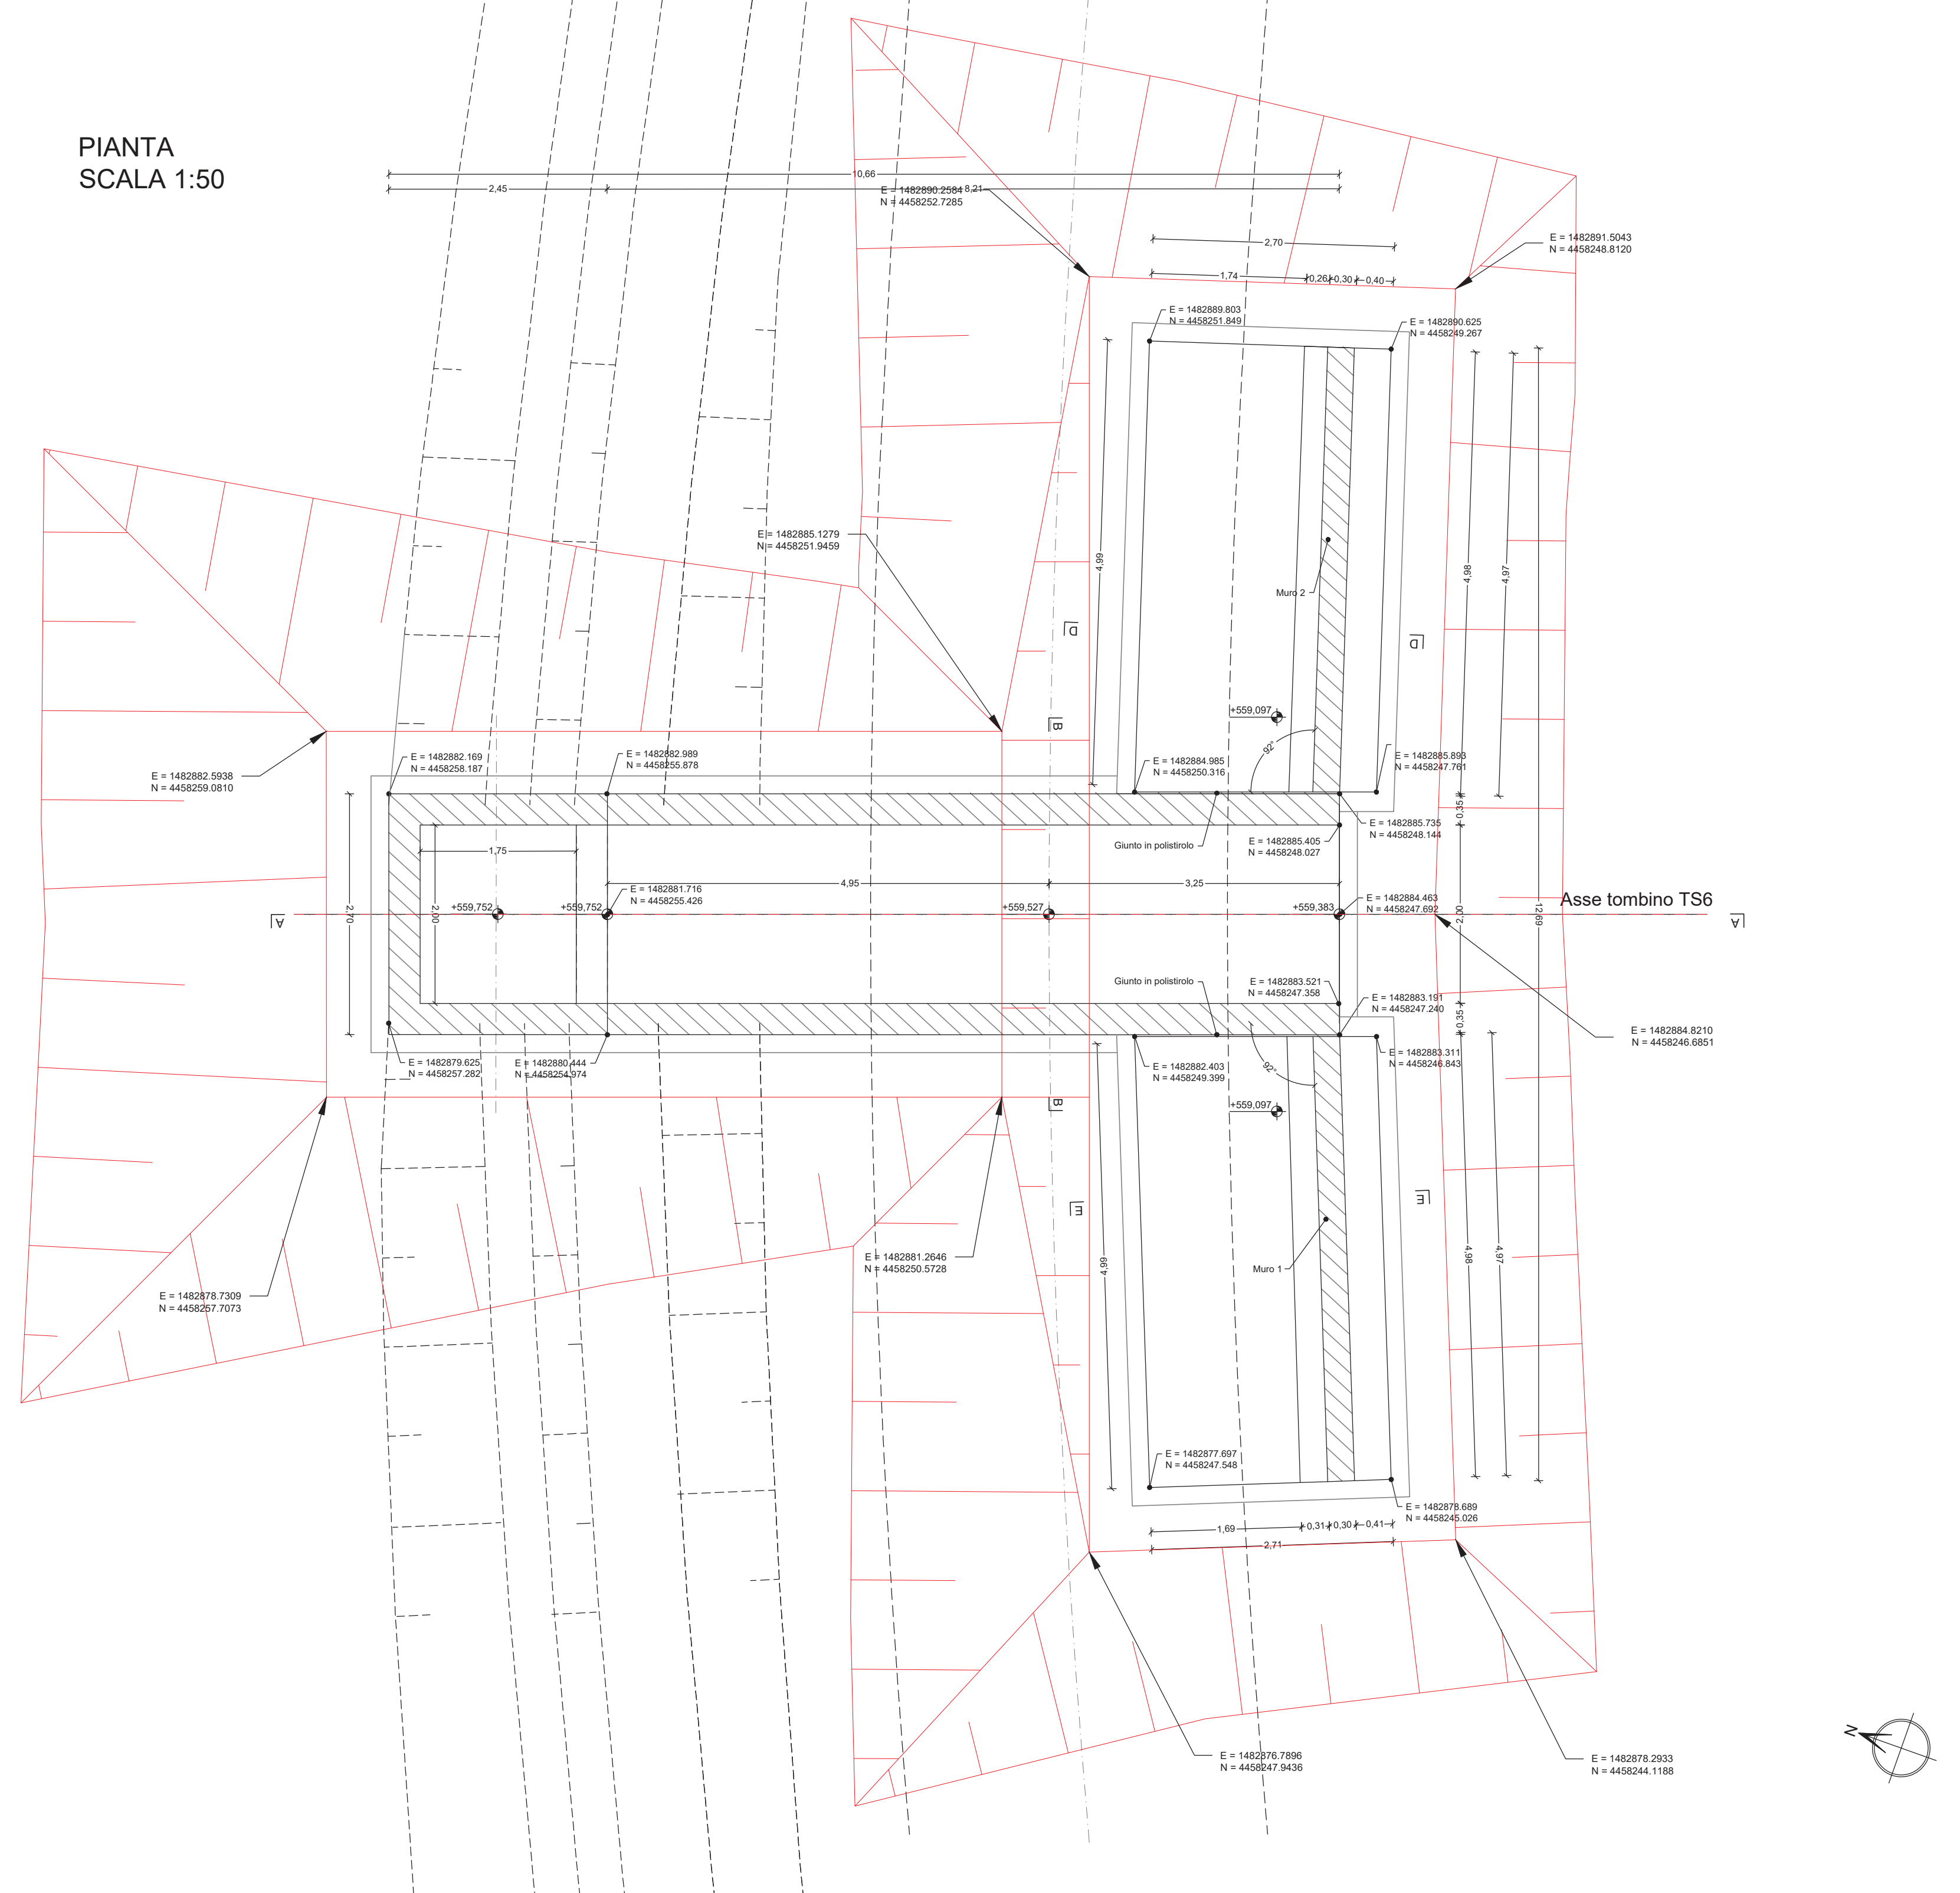 PIANTA
SCALA 1:50
10,66
2,45
8,21
E = 1482890.2584
N = 4458252.7285
2,70
E = 1482891.5043
N = 4458248.8120
1,74
0,26
0,30
0,40
E = 1482889.803
N = 4458251.849
E = 1482890.625
N = 4458249.267
E = 1482885.1279
N = 4458251.9459
4,99
4,98
4,97
Muro 2
D
D
+559,097
B
92°
E = 1482882.169
N = 4458258.187
E = 1482882.989
N = 4458255.878
E = 1482884.985
N = 4458250.316
E = 1482885.893
N = 4458247.761
E = 1482882.5938
N = 4458259.0810
0,35
E = 1482885.735
N = 4458248.144
Giunto in polistirolo
E = 1482885.405
N = 4458248.027
1,75
4,95
3,25
E = 1482881.716
N = 4458255.426
E = 1482884.463
N = 4458247.692
Asse tombino TS6
A
2,70
2,00
+559,752
+559,752
+559,527
+559,383
2,00
12,69
A
Giunto in polistirolo
E = 1482883.521
N = 4458247.358
E = 1482883.191
N = 4458247.240
0,35
E = 1482884.8210
N = 4458246.6851
E = 1482879.625
N = 4458257.282
E = 1482880.444
N = 4458254.974
E = 1482882.403
N = 4458249.399
92°
E = 1482883.311
N = 4458246.843
B
+559,097
E
E
E = 1482881.2646
N = 4458250.5728
4,99
Muro 1
4,98
4,97
E = 1482878.7309
N = 4458257.7073
E = 1482877.697
N = 4458247.548
E = 1482878.689
N = 4458245.026
1,69
0,31
0,30
0,41
2,71
E = 1482876.7896
N = 4458247.9436
E = 1482878.2933
N = 4458244.1188
N